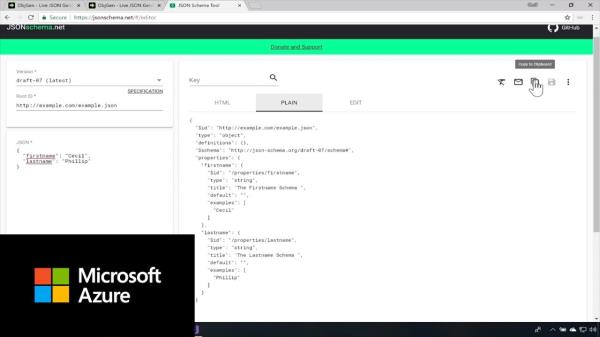 ObjGen - Live JSON Gen
ObjGen - Live JSON Gen
JSON Schema Tool
Secure
https://jsonschema.net/#/editor
JSONschema.net
GitHub
Donate and Support
Version *
draft-07 (latest)
SPECIFICATION
Root ID *
http://example.com/example.json
JSON *
{
"firstname": "Cecil",
"lastname": "Phillip"
}
Key
Copy to Clipboard
HTML
PLAIN
EDIT
{
"$id": "http://example.com/example.json",
"type": "object",
"definitions": {},
"$schema": "http://json-schema.org/draft-07/schema#",
"properties": {
"firstname": {
"$id": "/properties/firstname",
"type": "string",
"title": "The Firstname Schema ",
"default": "",
"examples": [
"Cecil"
]
},
"lastname": {
"$id": "/properties/lastname",
"type": "string",
"title": "The Lastname Schema ",
"default": "",
"examples": [
"Phillip"
]
}
Microsoft
Azure